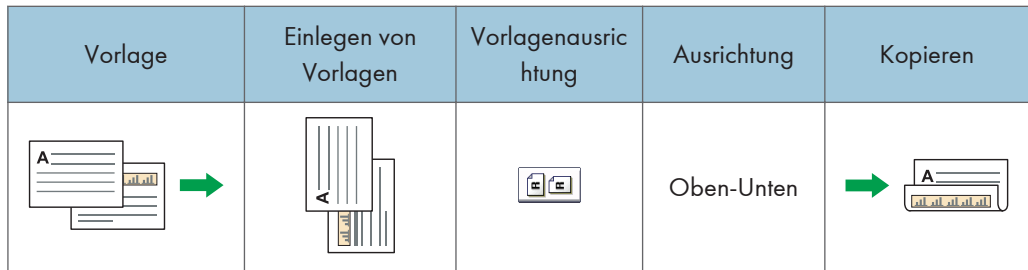 Vorlage
Einlegen von
Vorlagen
Vorlagenausric
htung
Ausrichtung
Kopieren
A
A
R R
Oben-Unten
A